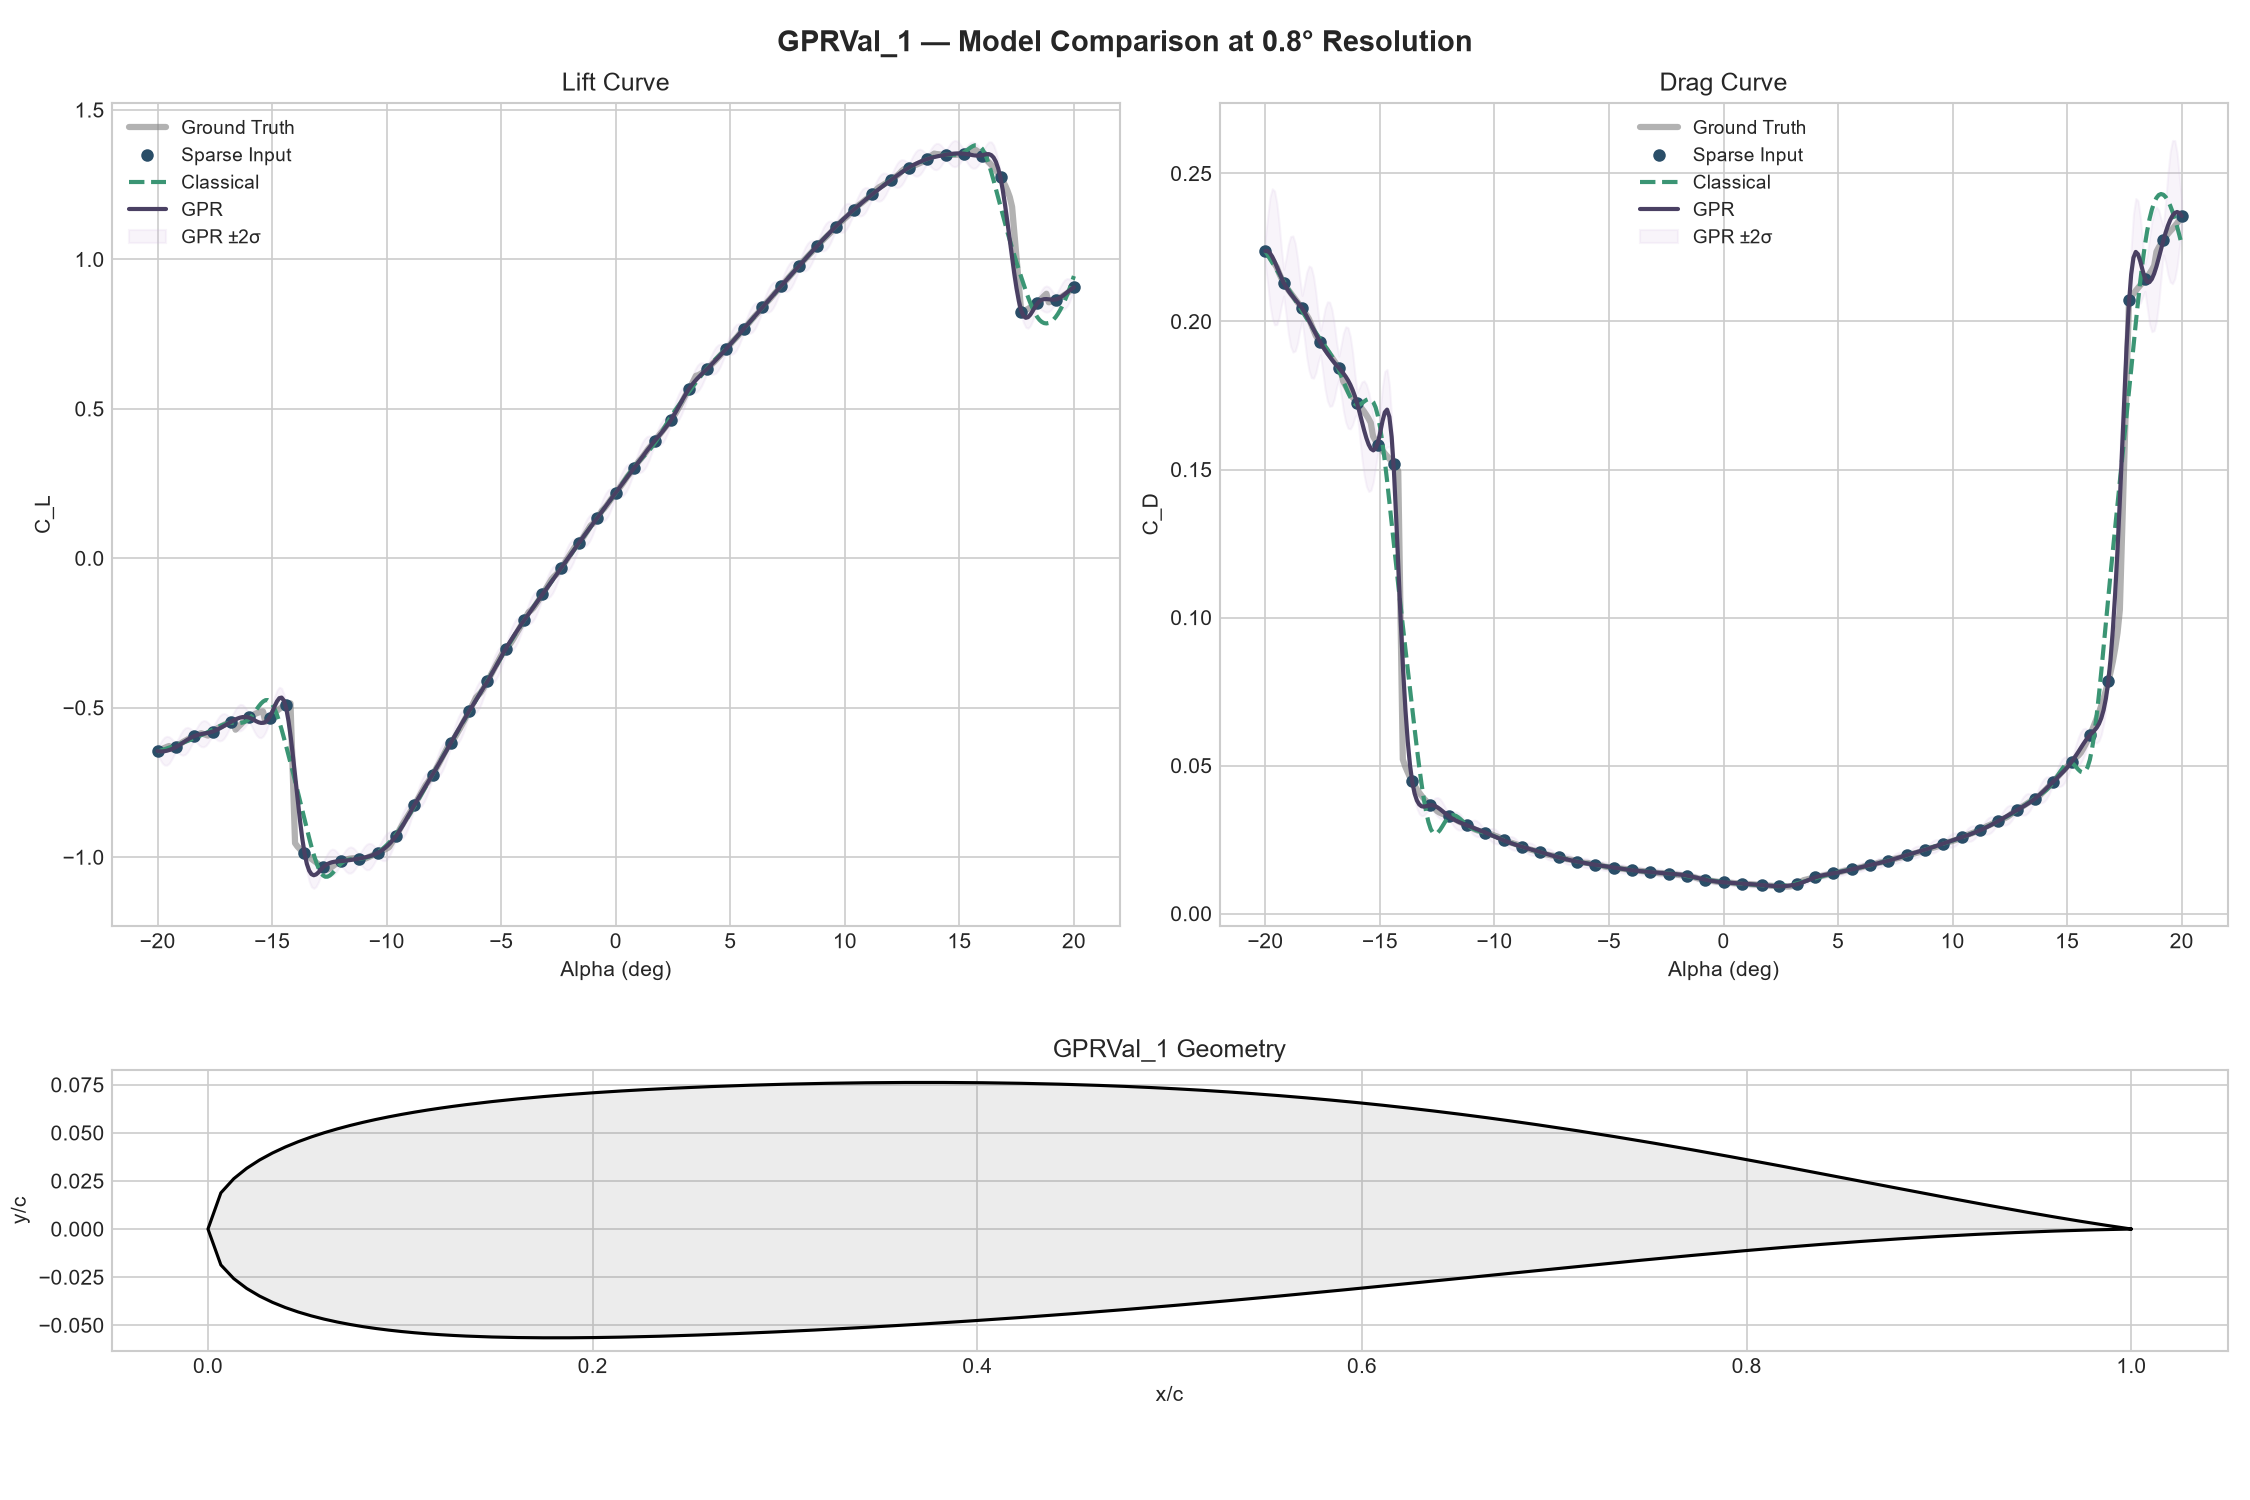 GPRVal_1 — Model Comparison at 0.8° Resolution
Lift Curve
1.5
1.0
0.5
0.0
−0.5
−1.0
C_L
Ground Truth
Sparse Input
Classical
GPR
GPR ±2σ
−20 −15 −10 −5 0 5 10 15 20
Alpha (deg)
Drag Curve
0.25
0.20
0.15
0.10
0.05
0.00
C_D
Ground Truth
Sparse Input
Classical
GPR
GPR ±2σ
−20 −15 −10 −5 0 5 10 15 20
Alpha (deg)
GPRVal_1 Geometry
0.075
0.050
0.025
0.000
−0.025
−0.050
y/c
0.0 0.2 0.4 0.6 0.8 1.0
x/c